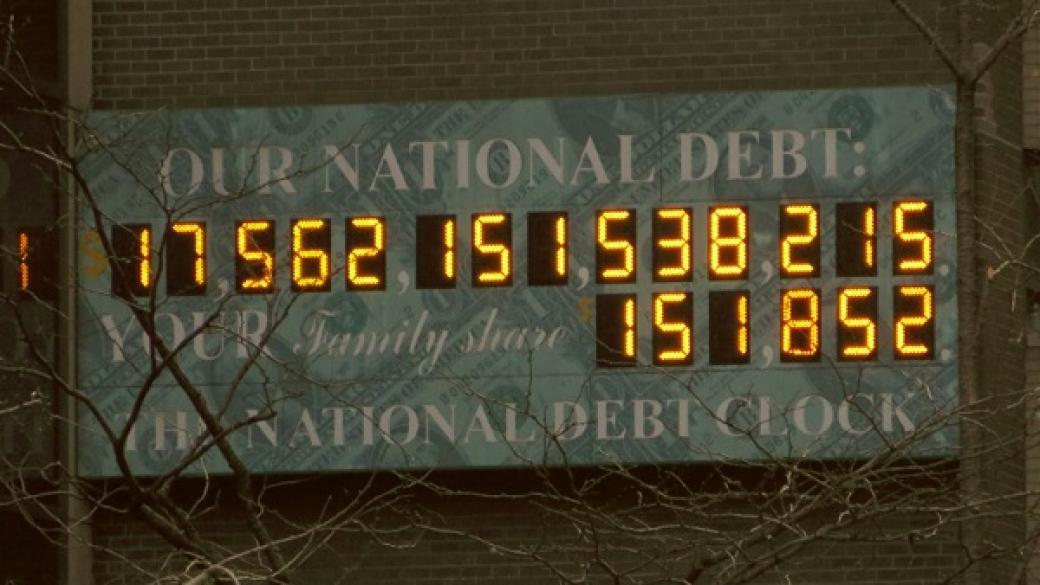 OUR NATIONAL DEBT:
$17,562,151,538,215.
YOUR Family share $151,852.
THE NATIONAL DEBT CLOCK